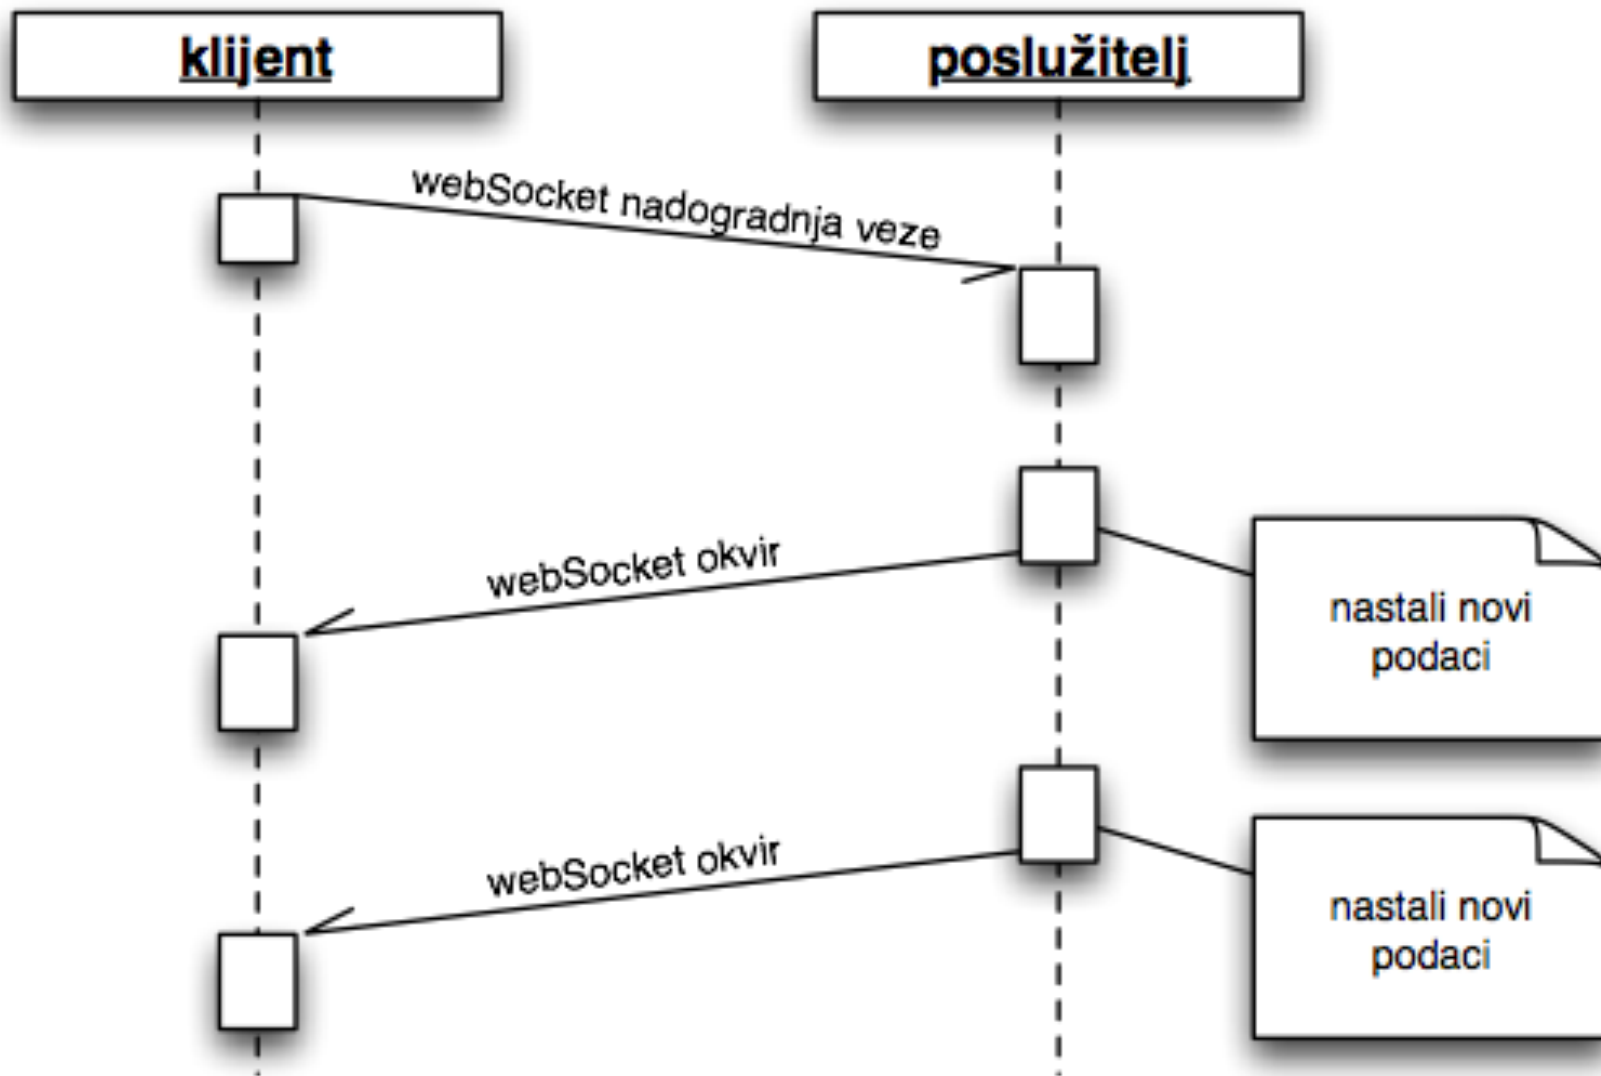 klijent
poslužitelj
webSocket nadogradnja veze
webSocket okvir
nastali novi
podaci
webSocket okvir
nastali novi
podaci